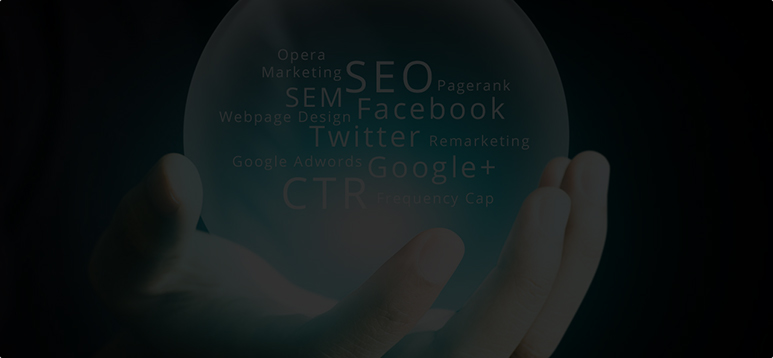 Opera
Marketing
SEO
Pagerank
SEM
Facebook
Webpage Design
Twitter
Remarketing
Google Adwords
Google+
CTR
Frequency Cap